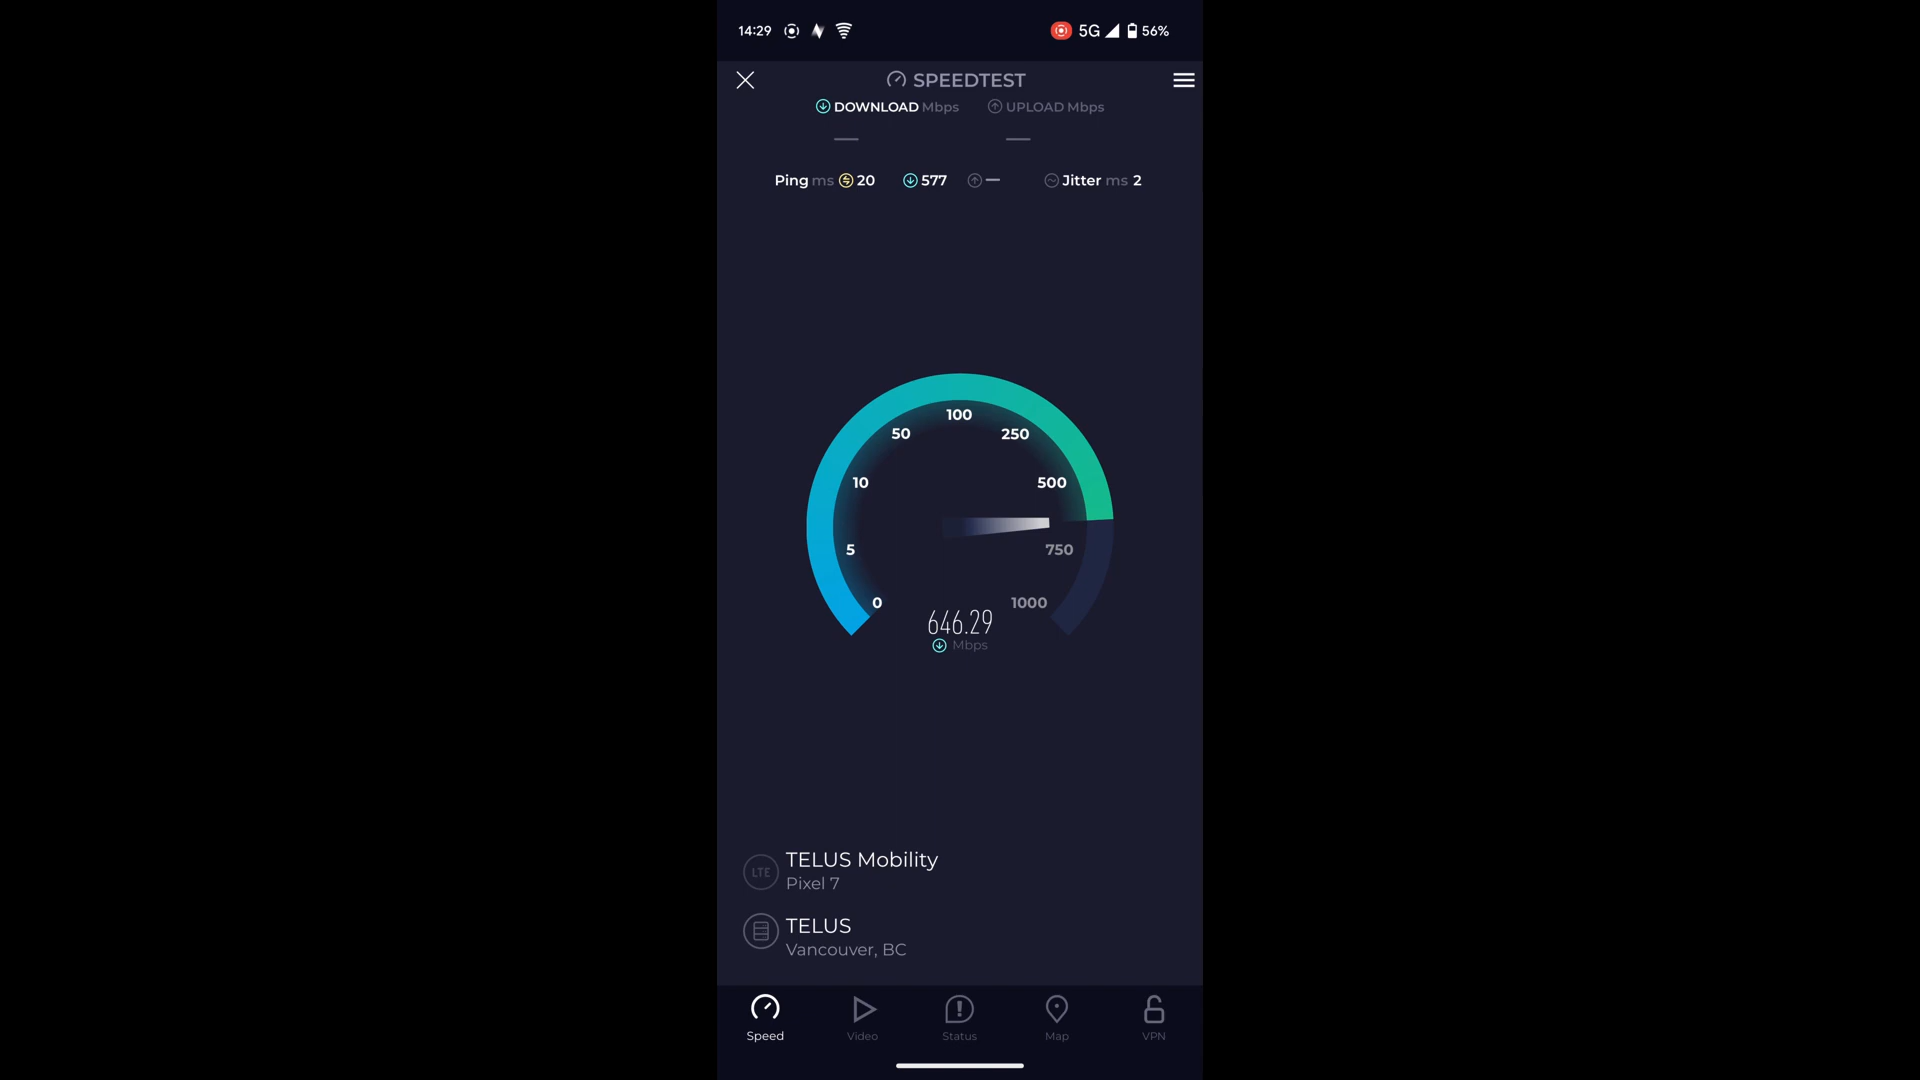 14:29 5G 56%
SPEEDTEST
DOWNLOAD Mbps UPLOAD Mbps
— —
Ping ms 20 577 — Jitter ms 2
100
50 250
10 500
5 750
0 1000
646.29
Mbps
LTE TELUS Mobility
Pixel 7
TELUS
Vancouver, BC
Speed Video Status Map VPN